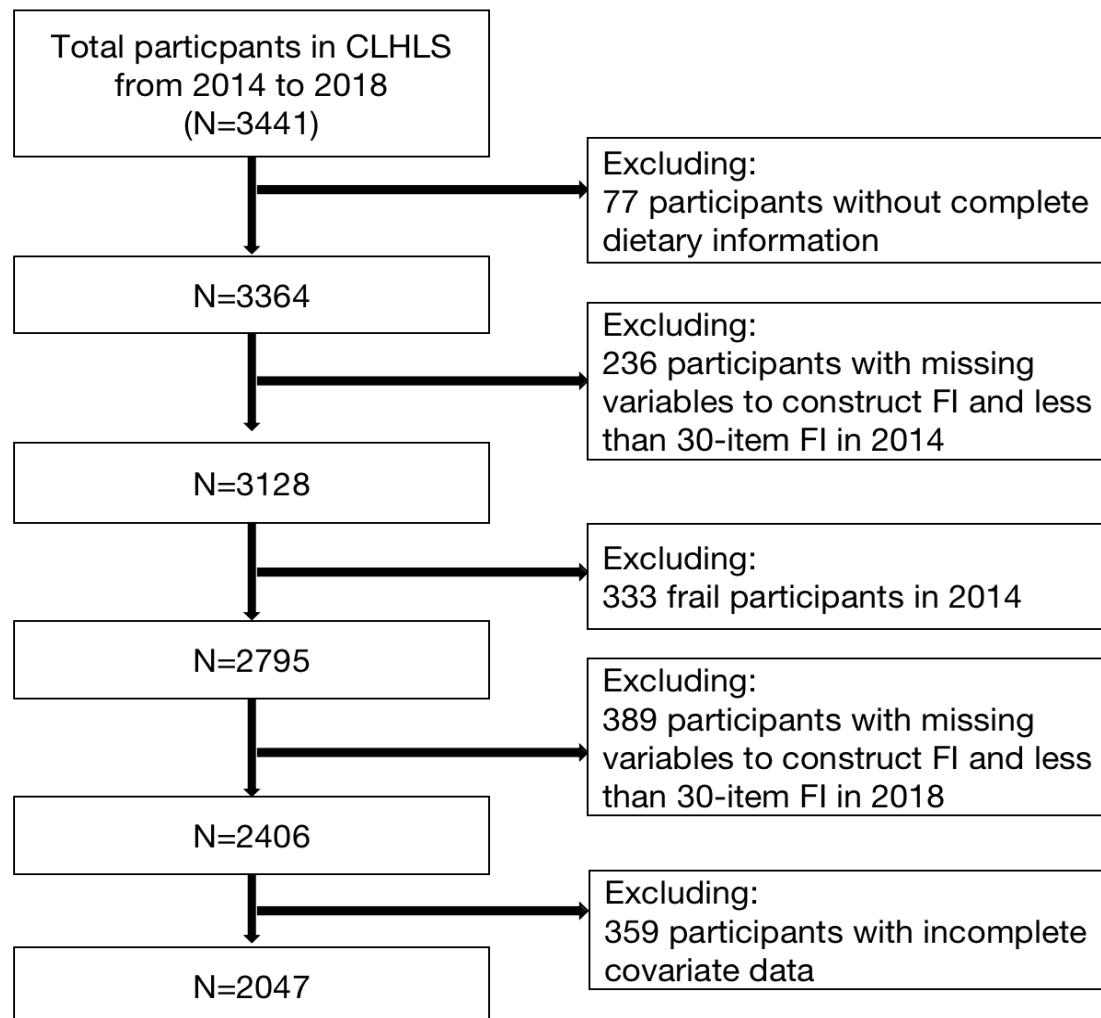 Total particpants in CLHLS
from 2014 to 2018
(N=3441)
Excluding:
77 participants without complete
dietary information
N=3364
Excluding:
236 participants with missing
variables to construct FI and less
than 30-item FI in 2014
N=3128
Excluding:
333 frail participants in 2014
N=2795
Excluding:
389 participants with missing
variables to construct FI and less
than 30-item FI in 2018
N=2406
Excluding:
359 participants with incomplete
covariate data
N=2047